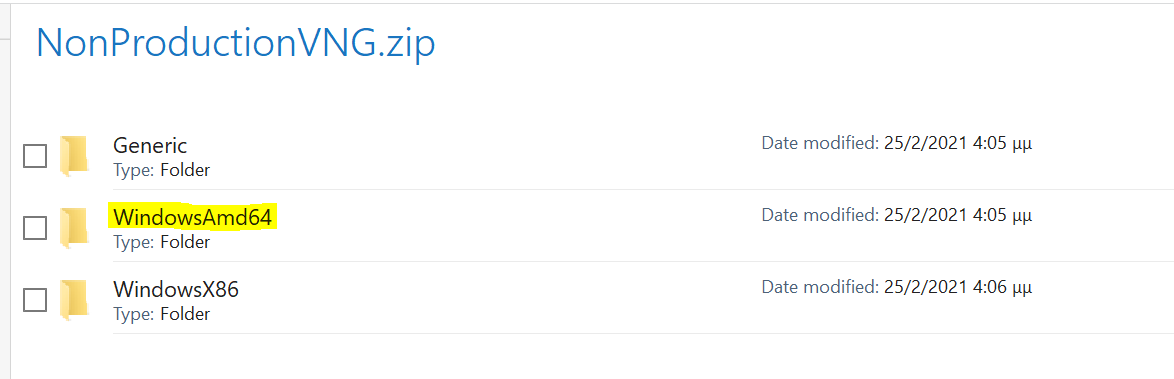 NonProductionVNG.zip
Generic
Date modified: 25/2/2021 4:05 μμ
Type: Folder
WindowsAmd64
Date modified: 25/2/2021 4:05 μμ
Type: Folder
WindowsX86
Date modified: 25/2/2021 4:06 μμ
Type: Folder